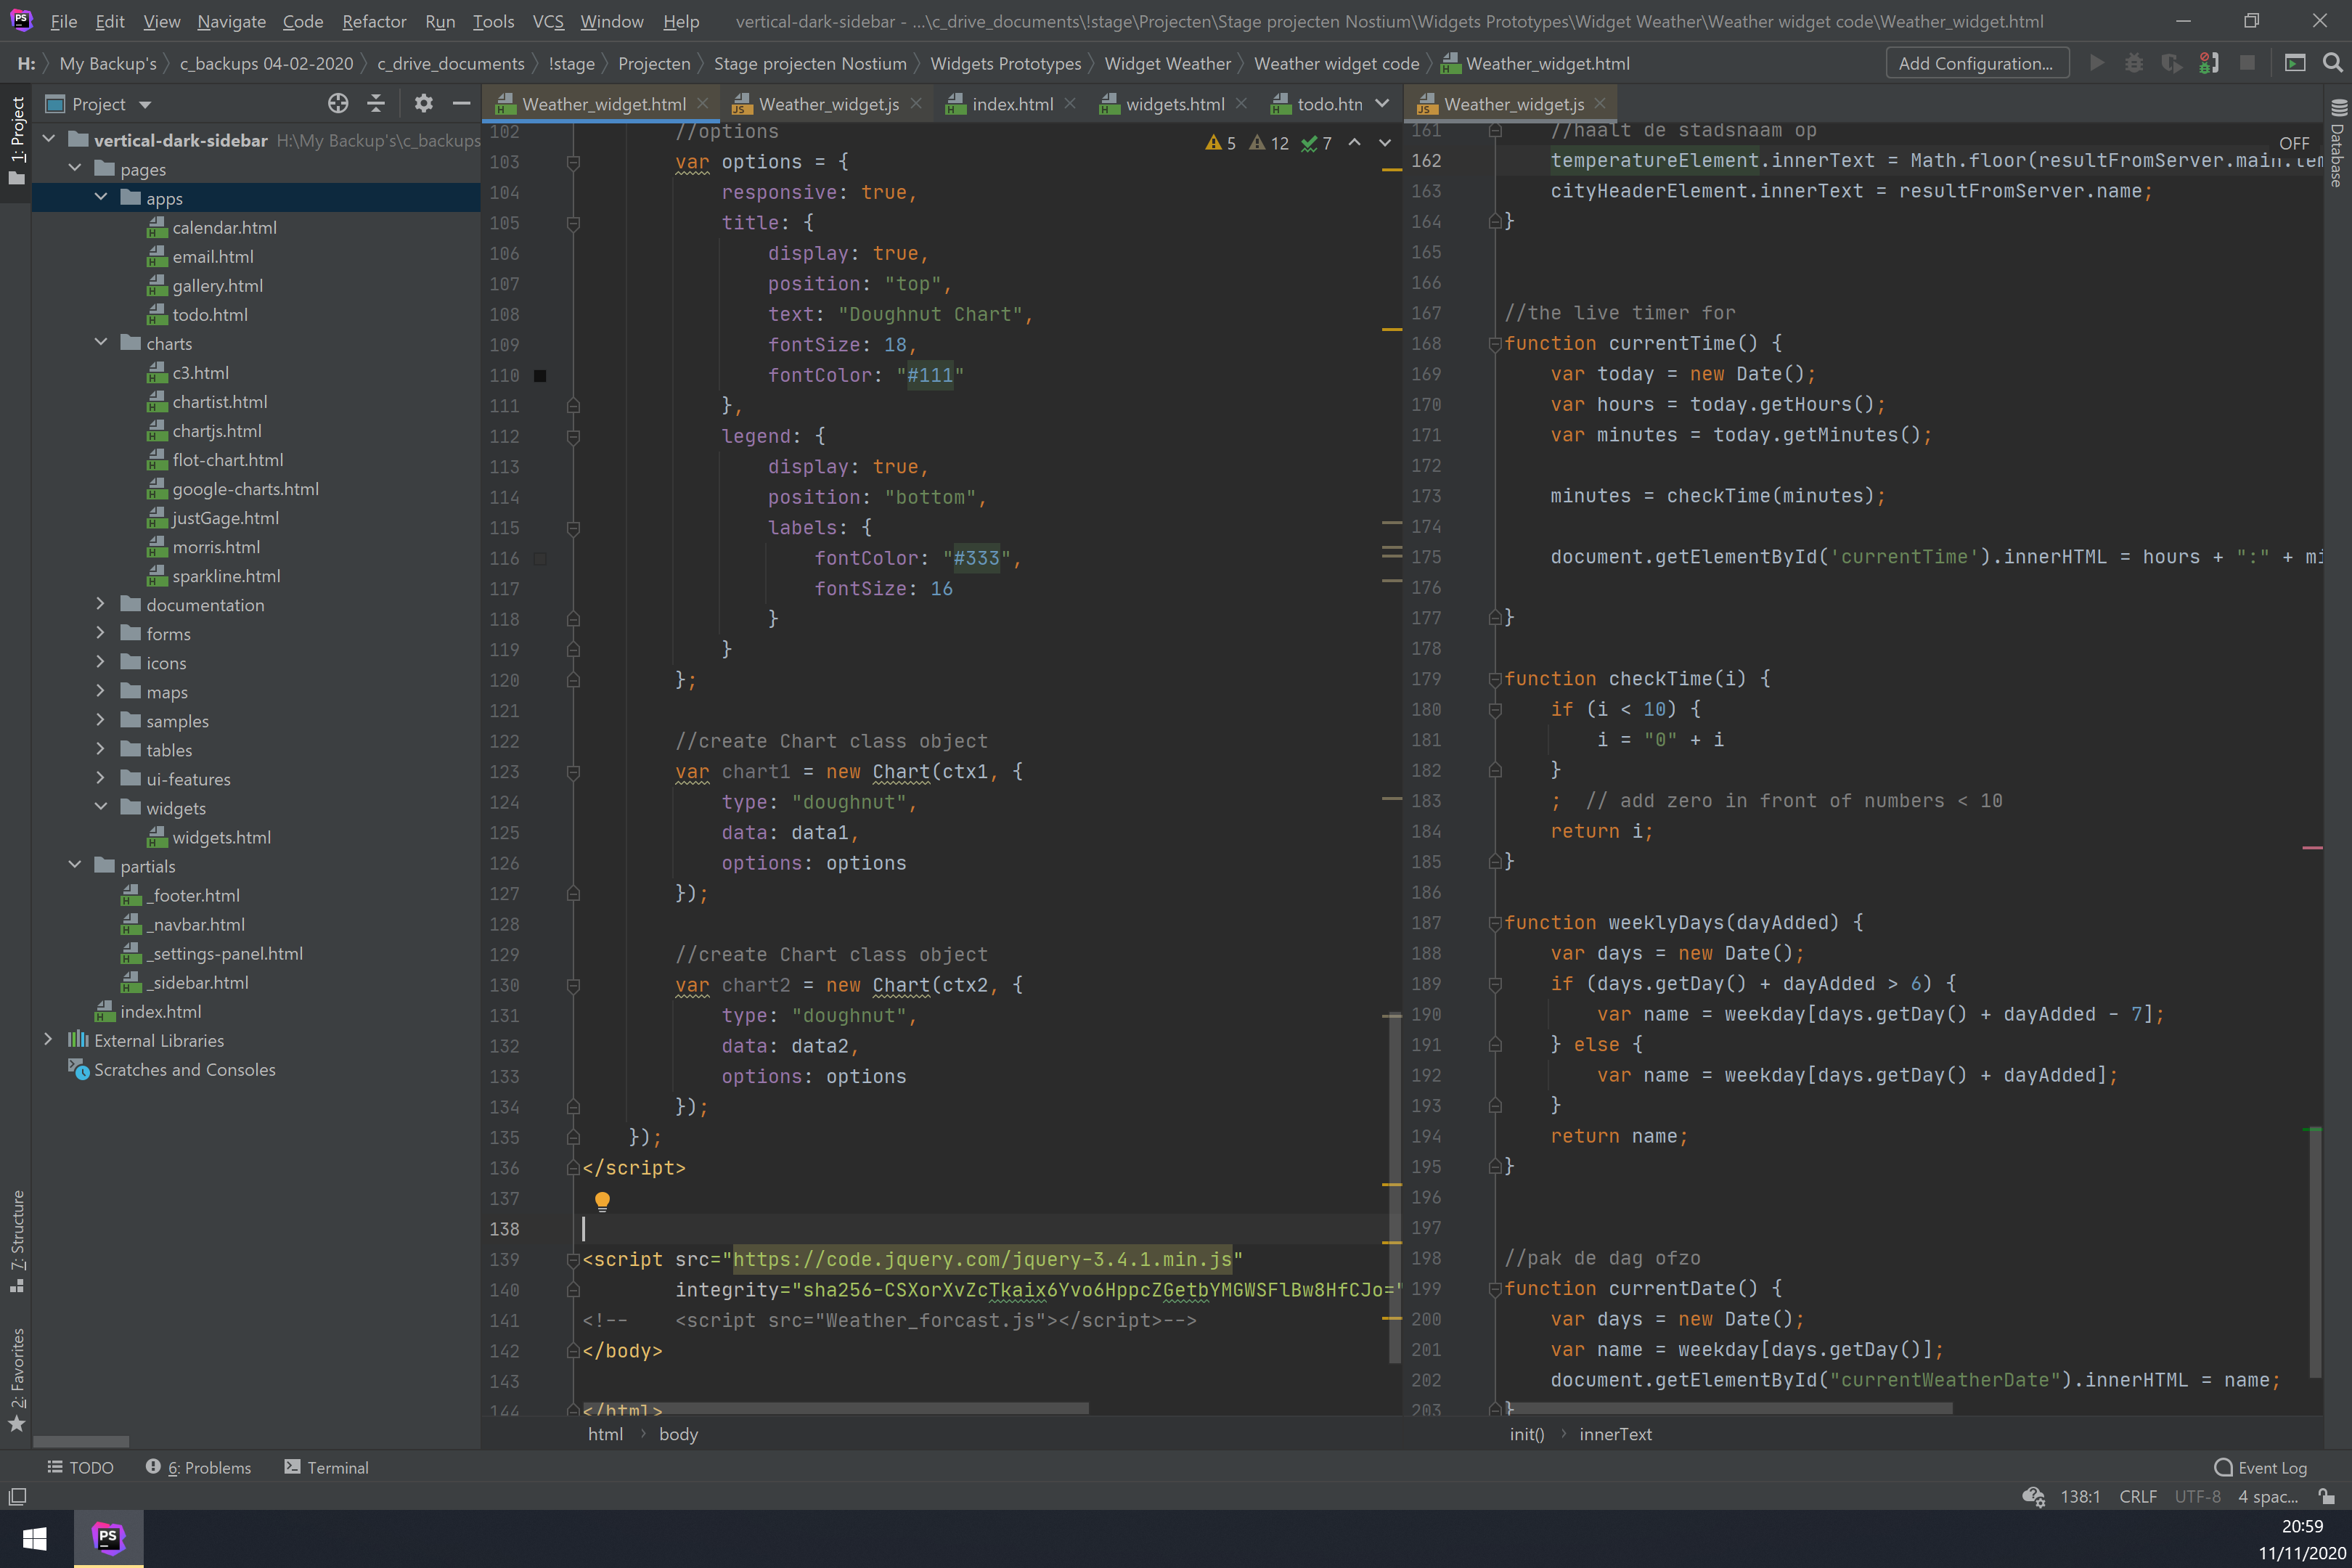 PS File Edit View Navigate Code Refactor Run Tools VCS Window Help vertical-dark-sidebar - ...\c_drive_documents\!stage\Projecten\Stage projecten Nostium\Widgets Prototypes\Widget Weather\Weather widget code\Weather_widget.html
H: My Backup's c_backups 04-02-2020 c_drive_documents !stage Projecten Stage projecten Nostium Widgets Prototypes Widget Weather Weather widget code Weather_widget.html Add Configuration...
1: Project
7: Structure
2: Favorites
Project
vertical-dark-sidebar H:\My Backup's\c_backups
pages
apps
calendar.html
email.html
gallery.html
todo.html
charts
c3.html
chartist.html
chartjs.html
flot-chart.html
google-charts.html
justGage.html
morris.html
sparkline.html
documentation
forms
icons
maps
samples
tables
ui-features
widgets
widgets.html
partials
_footer.html
_navbar.html
_settings-panel.html
_sidebar.html
index.html
External Libraries
Scratches and Consoles
Weather_widget.html Weather_widget.js index.html widgets.html todo.htn
5 12 7
102 //options
103 var options = {
104 responsive: true,
105 title: {
106 display: true,
107 position: "top",
108 text: "Doughnut Chart",
109 fontSize: 18,
110 fontColor: "#111"
111 },
112 legend: {
113 display: true,
114 position: "bottom",
115 labels: {
116 fontColor: "#333",
117 fontSize: 16
118 }
119 }
120 };
121
122 //create Chart class object
123 var chart1 = new Chart(ctx1, {
124 type: "doughnut",
125 data: data1,
126 options: options
127 });
128
129 //create Chart class object
130 var chart2 = new Chart(ctx2, {
131 type: "doughnut",
132 data: data2,
133 options: options
134 });
135 });
136 </script>
137
138
139 <script src="https://code.jquery.com/jquery-3.4.1.min.js"
140 integrity="sha256-CSXorXvZcTkaix6Yvo6HppcZGetbYMGWSFlBw8HfCJo="
141 <!-- <script src="Weather_forcast.js"></script>-->
142 </body>
143
144 </html>
html body
Weather_widget.js
OFF
161 //haalt de stadsnaam op
162 temperatureElement.innerText = Math.floor(resultFromServer.main.tem
163 cityHeaderElement.innerText = resultFromServer.name;
164 }
165
166
167 //the live timer for
168 function currentTime() {
169 var today = new Date();
170 var hours = today.getHours();
171 var minutes = today.getMinutes();
172
173 minutes = checkTime(minutes);
174
175 document.getElementById('currentTime').innerHTML = hours + ":" + mi
176
177 }
178
179 function checkTime(i) {
180 if (i < 10) {
181 i = "0" + i
182 }
183 ; // add zero in front of numbers < 10
184 return i;
185 }
186
187 function weeklyDays(dayAdded) {
188 var days = new Date();
189 if (days.getDay() + dayAdded > 6) {
190 var name = weekday[days.getDay() + dayAdded - 7];
191 } else {
192 var name = weekday[days.getDay() + dayAdded];
193 }
194 return name;
195 }
196
197
198 //pak de dag ofzo
199 function currentDate() {
200 var days = new Date();
201 var name = weekday[days.getDay()];
202 document.getElementById("currentWeatherDate").innerHTML = name;
203 }
init() innerText
Database
TODO 6: Problems Terminal Event Log
138:1 CRLF UTF-8 4 spac...
PS
20:59
11/11/2020